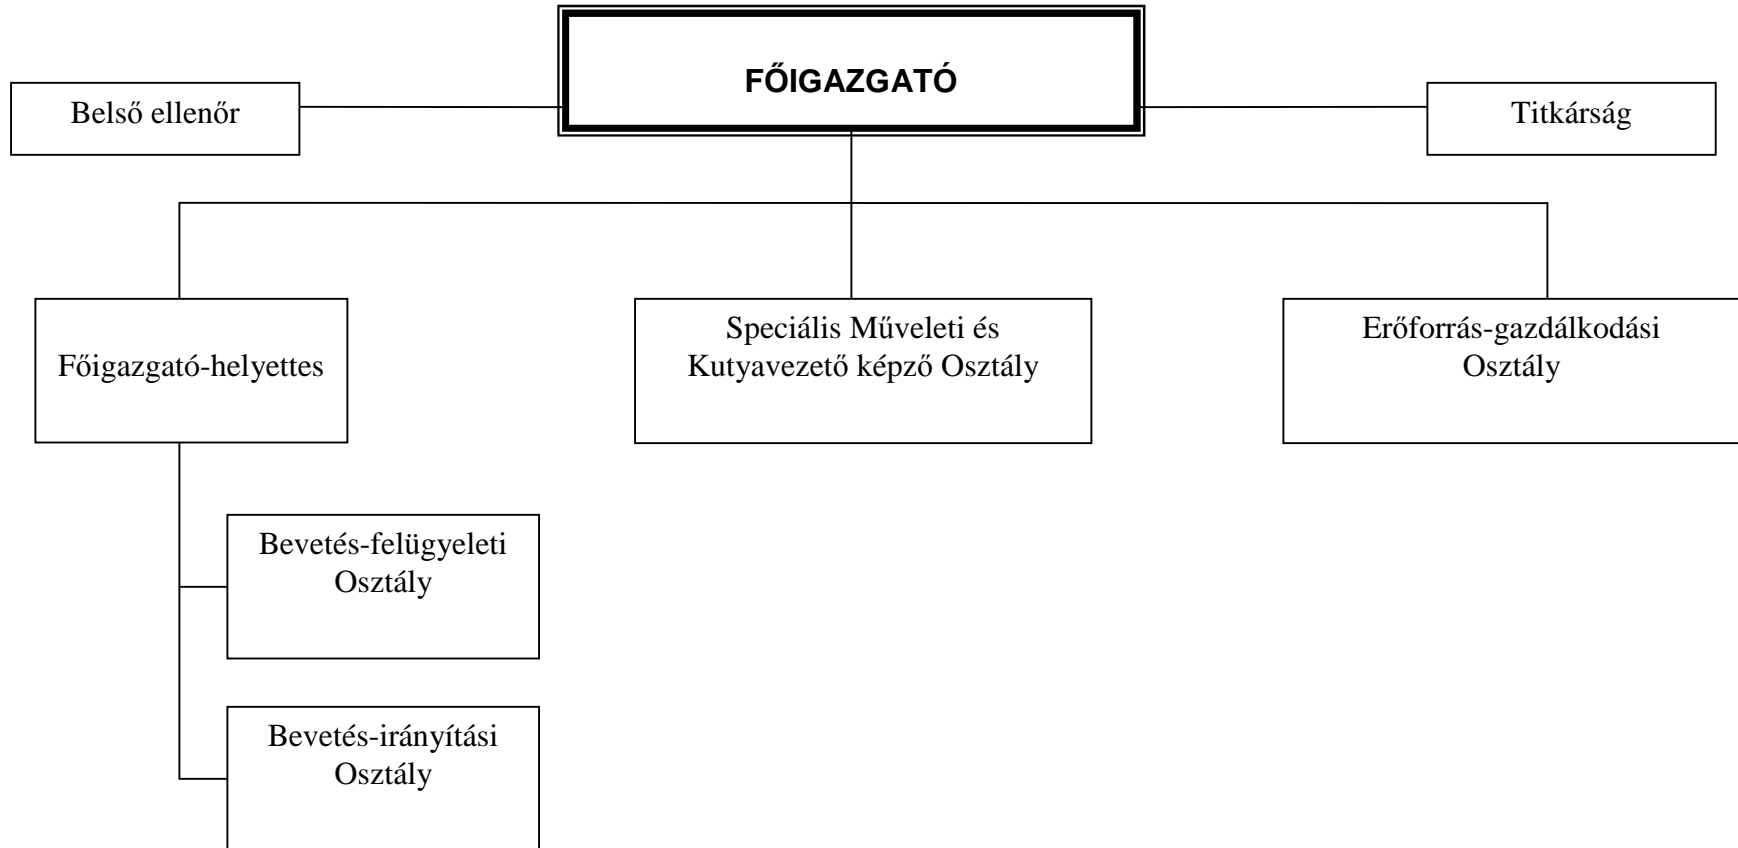 FŐIGAZGATÓ
Belső ellenőr
Titkárság
Főigazgató-helyettes
Speciális Műveleti és
Kutyavezető képző Osztály
Erőforrás-gazdálkodási
Osztály
Bevetés-felügyeleti
Osztály
Bevetés-irányítási
Osztály